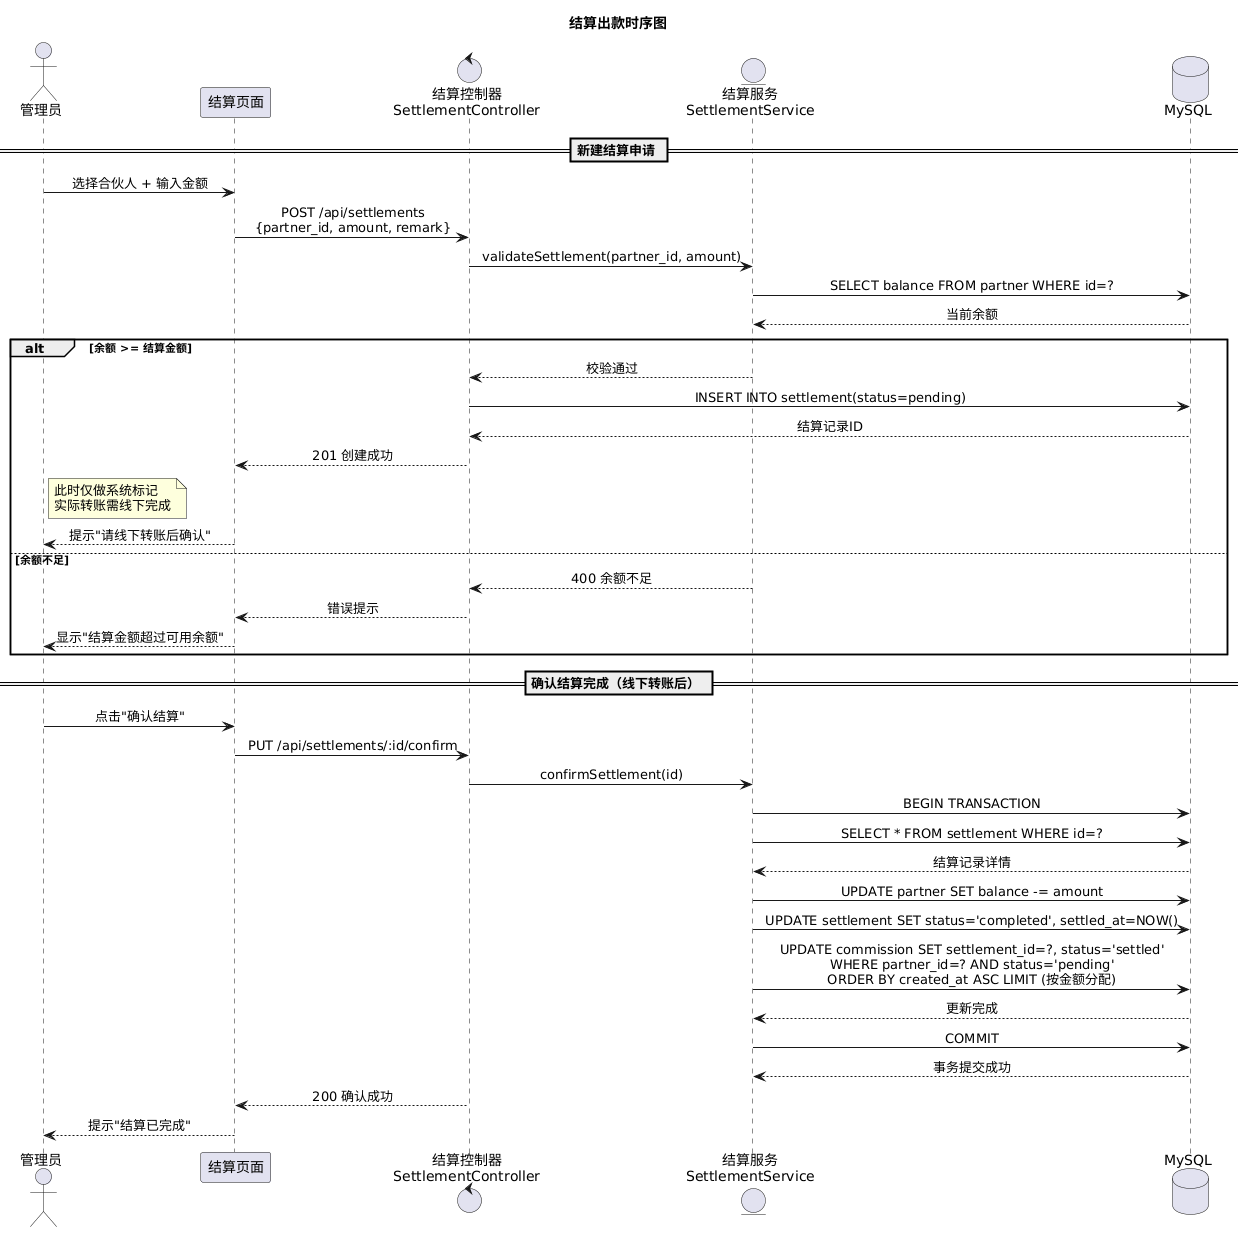 结算出款时序图
管理员
结算页面
结算控制器
SettlementController
结算服务
SettlementService
MySQL
新建结算申请
选择合伙人 + 输入金额
POST /api/settlements
{partner_id, amount, remark}
validateSettlement(partner_id, amount)
SELECT balance FROM partner WHERE id=?
当前余额
alt [余额 >= 结算金额]
校验通过
INSERT INTO settlement(status=pending)
结算记录ID
201 创建成功
此时仅做系统标记
实际转账需线下完成
提示"请线下转账后确认"
[余额不足]
400 余额不足
错误提示
显示"结算金额超过可用余额"
确认结算完成（线下转账后）
点击"确认结算"
PUT /api/settlements/:id/confirm
confirmSettlement(id)
BEGIN TRANSACTION
SELECT * FROM settlement WHERE id=?
结算记录详情
UPDATE partner SET balance -= amount
UPDATE settlement SET status='completed', settled_at=NOW()
UPDATE commission SET settlement_id=?, status='settled'
WHERE partner_id=? AND status='pending'
ORDER BY created_at ASC LIMIT (按金额分配)
更新完成
COMMIT
事务提交成功
200 确认成功
提示"结算已完成"
管理员
结算页面
结算控制器
SettlementController
结算服务
SettlementService
MySQL